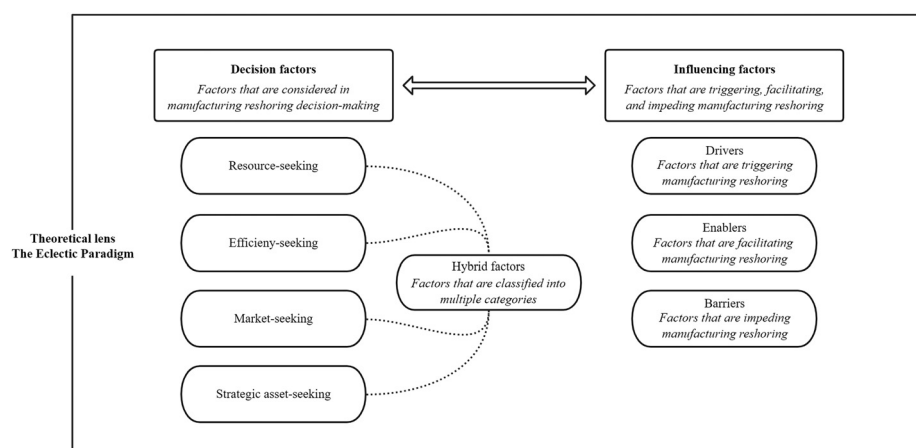 Decision factors
Factors that are considered in
manufacturing reshoring decision-making
Influencing factors
Factors that are triggering, facilitating,
and impeding manufacturing reshoring
Resource-seeking
Efficieny-seeking
Market-seeking
Strategic asset-seeking
Theoretical lens
The Eclectic Paradigm
Hybrid factors
Factors that are classified into
multiple categories
Drivers
Factors that are triggering
manufacturing reshoring
Enablers
Factors that are facilitating
manufacturing reshoring
Barriers
Factors that are impeding
manufacturing reshoring